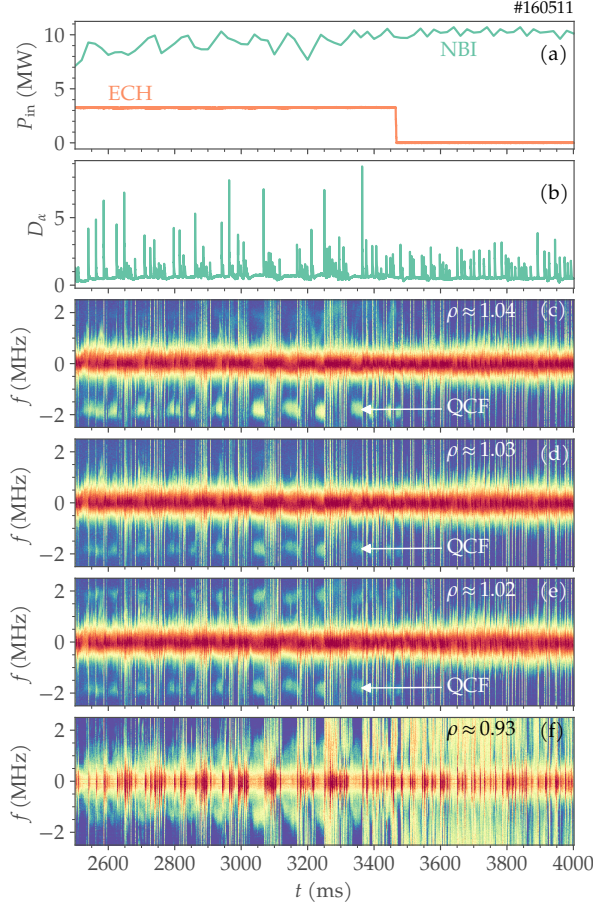 #160511
10
5
0
P_in (MW)
NBI
ECH
(a)
5
0
D_α
(b)
2
0
−2
f (MHz)
ρ ≈ 1.04
(c)
QCF
2
0
−2
f (MHz)
ρ ≈ 1.03
(d)
QCF
2
0
−2
f (MHz)
ρ ≈ 1.02
(e)
QCF
2
0
−2
f (MHz)
ρ ≈ 0.93
(f)
2600 2800 3000 3200 3400 3600 3800 4000
t (ms)